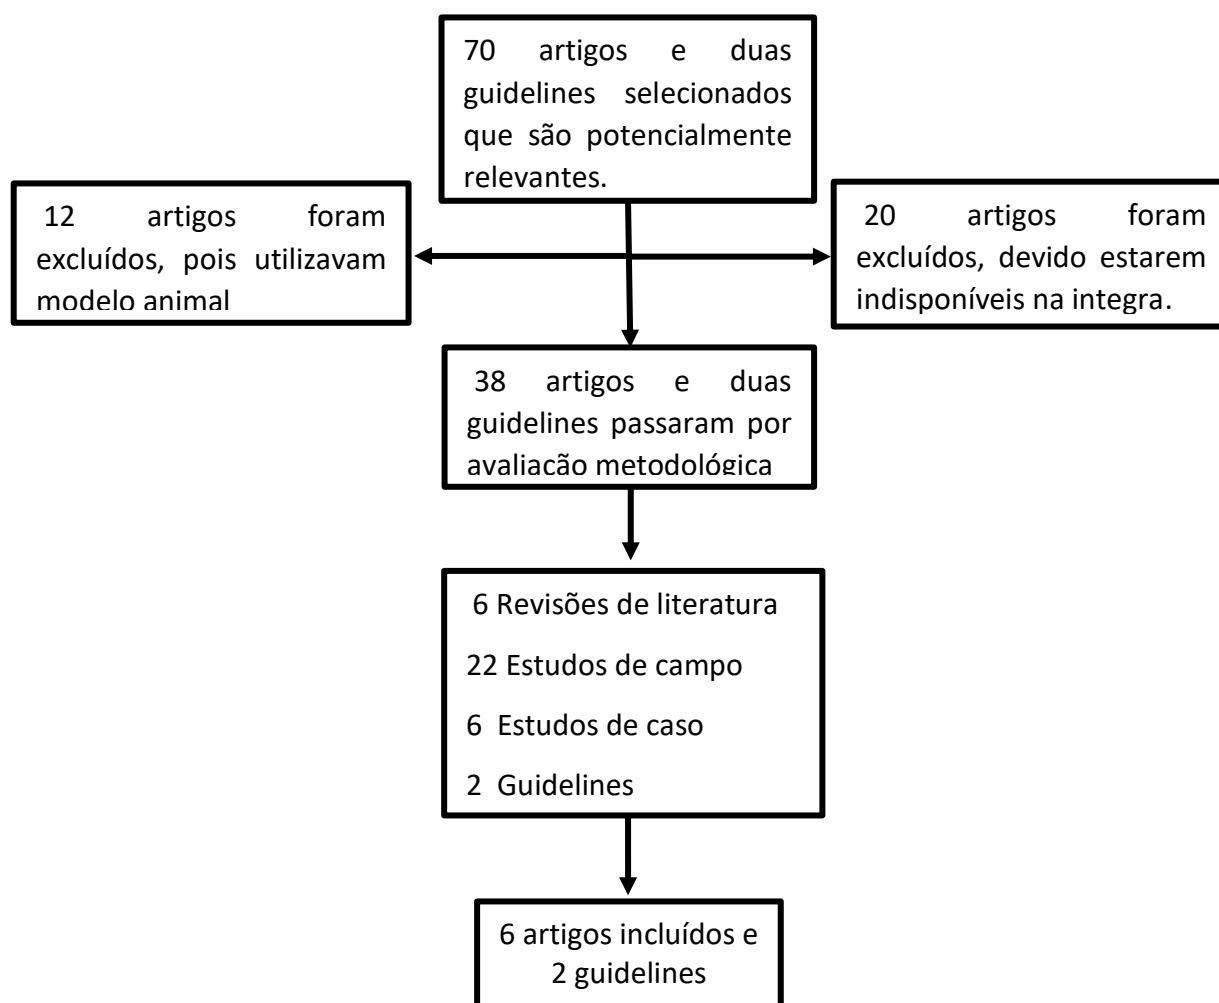 70 artigos e duas
guidelines selecionados
que são potencialmente
relevantes.
12 artigos foram
excluídos, pois utilizavam
modelo animal
20 artigos foram
excluídos, devido estarem
indisponíveis na integra.
38 artigos e duas
guidelines passaram por
avaliação metodológica
6 Revisões de literatura
22 Estudos de campo
6 Estudos de caso
2 Guidelines
6 artigos incluídos e
2 guidelines